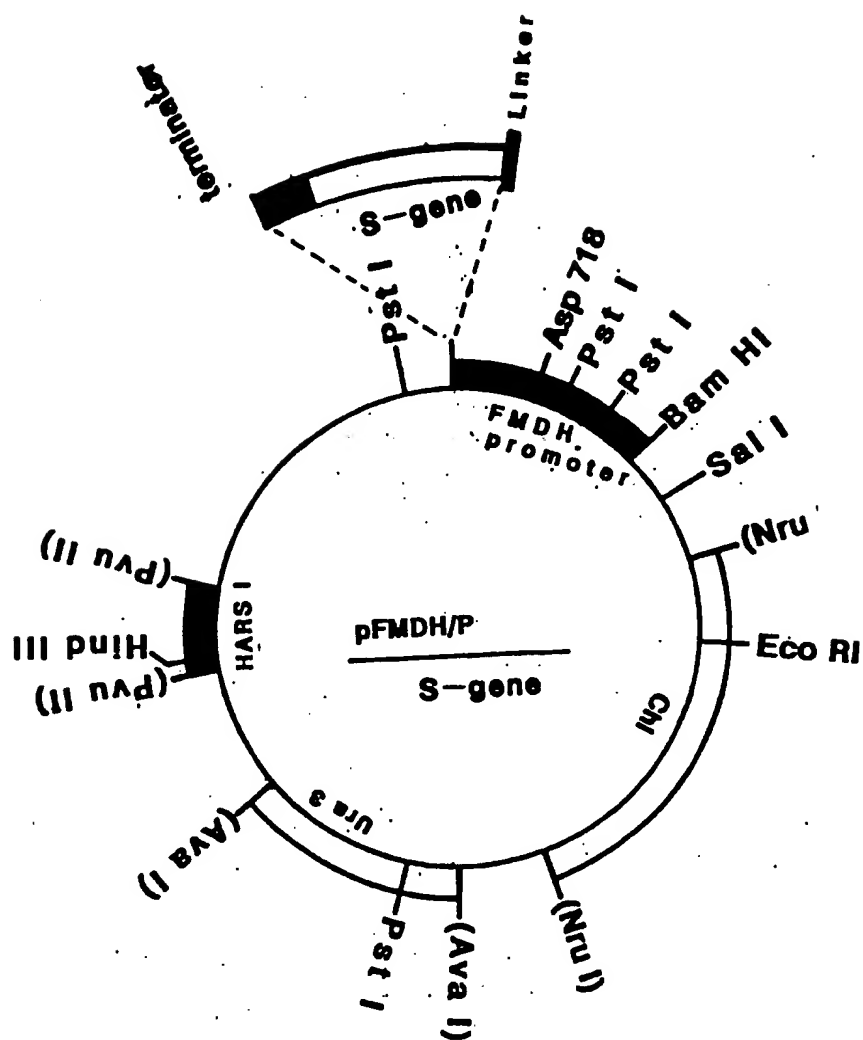 terminator
Linker
S-gene
Pst I
Asp 718
Pst I
Pst I
Bam HI
FMDH
promoter
Sal I
(Nru
Eco RI
Chl
(Nru I)
(Ava I)
Pst I
Ura 3
(Ava I)
(Pvu II)
Hind III
(Pvu II)
HARS I
pFMDH/P
S-gene